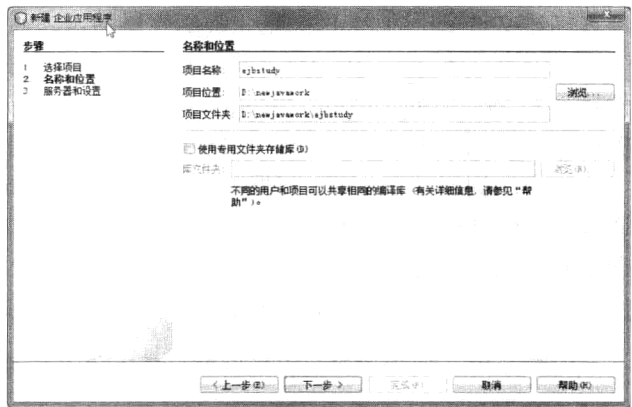 新建 企业应用程序
步骤
1 选择项目
2 名称和位置
3 服务器和设置
名称和位置
项目名称 ejbstudy
项目位置: D:\newjavawork 浏览
项目文件夹 D:\newjavawork\ejbstudy
使用专用文件夹存储库(D)
库文件夹: 浏览(R)
不同的用户和项目可以共享相同的编译库 (有关详细信息, 请参见“帮
助”)。
< 上一步(B) 下一步 > 完成(F) 取消 帮助(H)